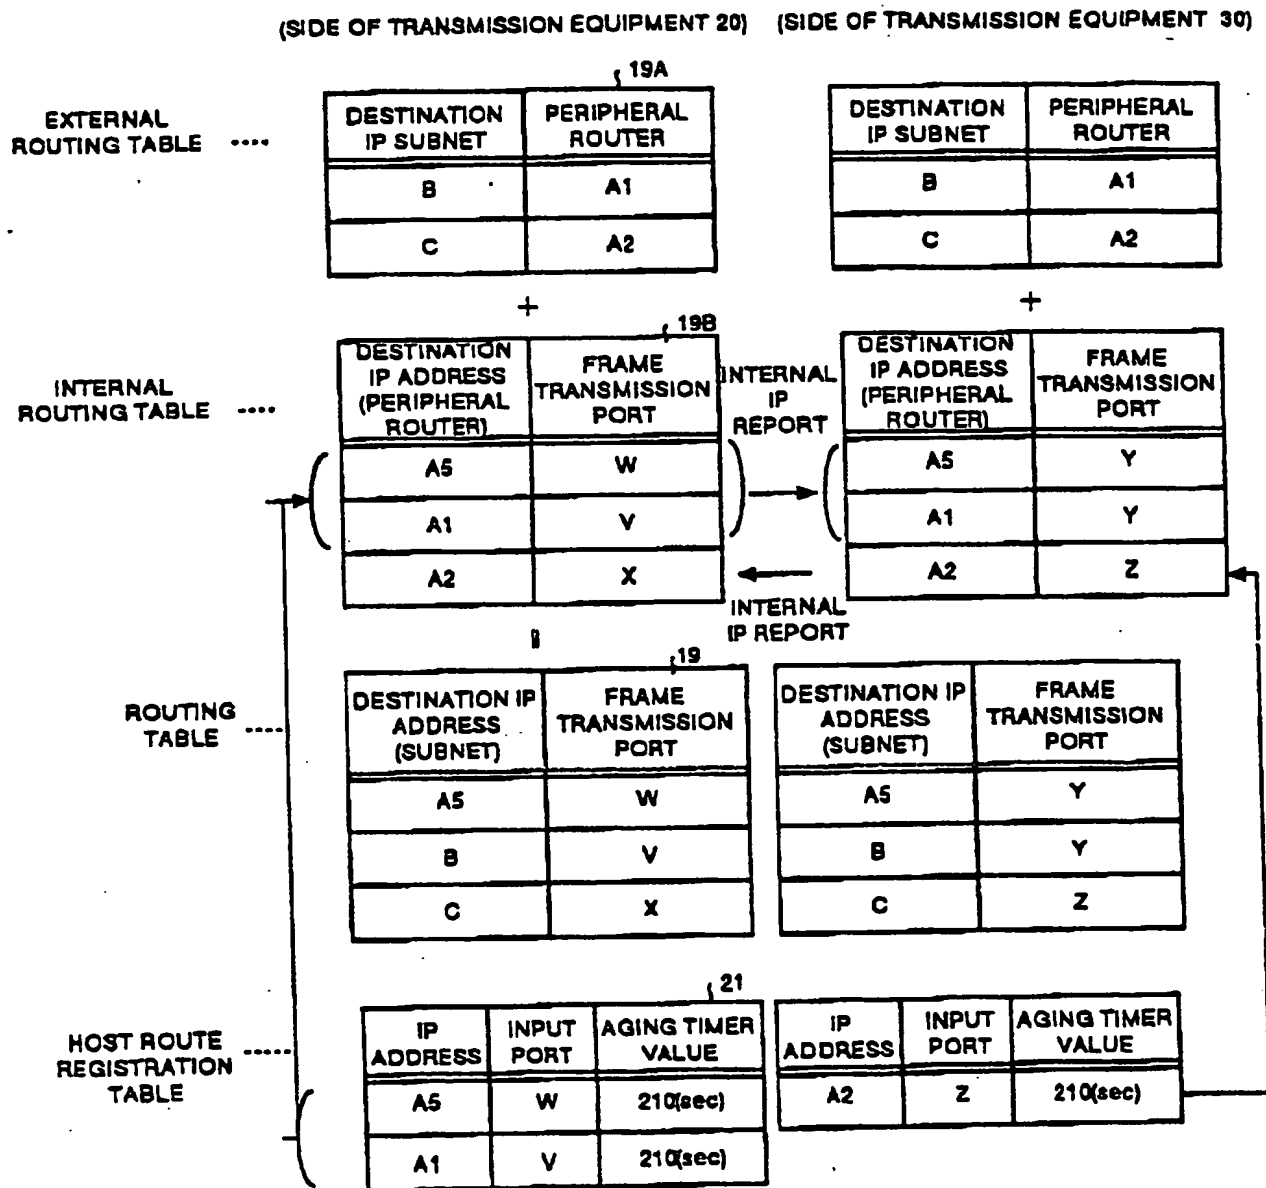 (SIDE OF TRANSMISSION EQUIPMENT 20) (SIDE OF TRANSMISSION EQUIPMENT 30)
EXTERNAL
ROUTING TABLE ....
19A
DESTINATION
IP SUBNET
PERIPHERAL
ROUTER
B A1
C A2
DESTINATION
IP SUBNET
PERIPHERAL
ROUTER
B A1
C A2
+ +
INTERNAL
ROUTING TABLE ....
19B
DESTINATION
IP ADDRESS
(PERIPHERAL
ROUTER)
FRAME
TRANSMISSION
PORT
A5 W
A1 V
A2 X
INTERNAL
IP
REPORT
INTERNAL
IP REPORT
DESTINATION
IP ADDRESS
(PERIPHERAL
ROUTER)
FRAME
TRANSMISSION
PORT
A5 Y
A1 Y
A2 Z
ROUTING
TABLE ....
19
DESTINATION IP
ADDRESS
(SUBNET)
FRAME
TRANSMISSION
PORT
A5 W
B V
C X
DESTINATION IP
ADDRESS
(SUBNET)
FRAME
TRANSMISSION
PORT
A5 Y
B Y
C Z
HOST ROUTE
REGISTRATION
TABLE
.....
21
IP
ADDRESS
INPUT
PORT
AGING TIMER
VALUE
A5 W 210(sec)
A1 V 210(sec)
IP
ADDRESS
INPUT
PORT
AGING TIMER
VALUE
A2 Z 210(sec)